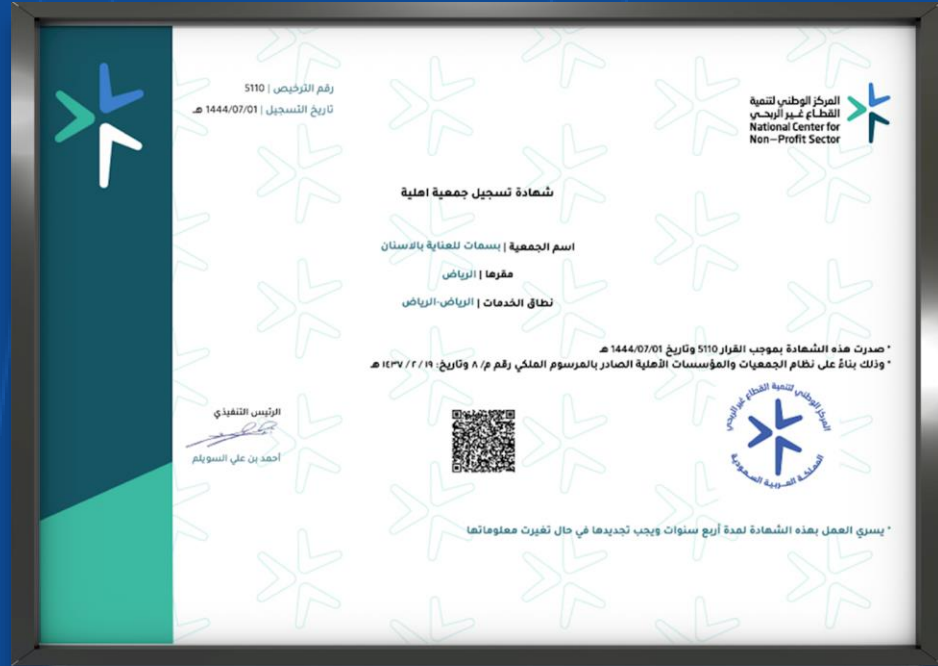 رقم الترخيص | 5110
تاريخ التسجيل | 1444/07/01 هـ
المركز الوطني لتنمية
القطاع غير الربحي
National Center for
Non-Profit Sector
شهادة تسجيل جمعية اهلية
اسم الجمعية | بسمات للعناية بالاسنان
مقرها | الرياض
نطاق الخدمات | الرياض-الرياض
* صدرت هذه الشهادة بموجب القرار 5110 وتاريخ 1444/07/01 هـ
* وذلك بناءً على نظام الجمعيات والمؤسسات الأهلية الصادر بالمرسوم الملكي رقم م/ ٨ وتاريخ: ١٩ / ٢ / ١٤٣٧ هـ
الرئيس التنفيذي
أحمد بن علي السويلم
المركز الوطني لتنمية القطاع غير الربحي
المملكة العربية السعودية
* يسري العمل بهذه الشهادة لمدة أربع سنوات ويجب تجديدها في حال تغيرت معلوماتها